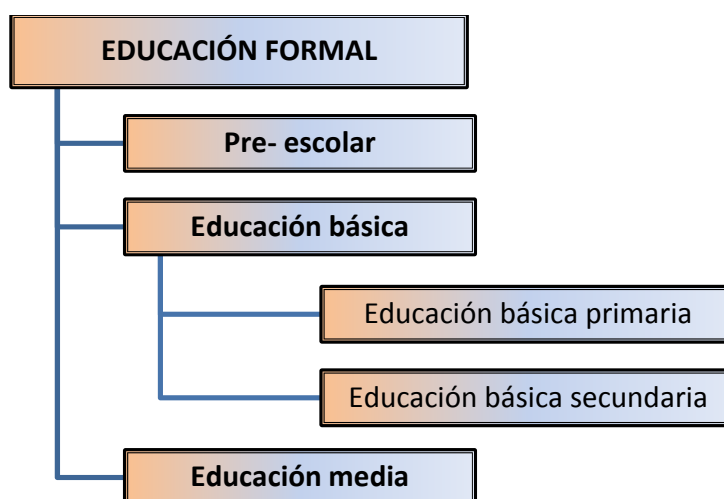 EDUCACIÓN FORMAL
Pre- escolar
Educación básica
Educación básica primaria
Educación básica secundaria
Educación media